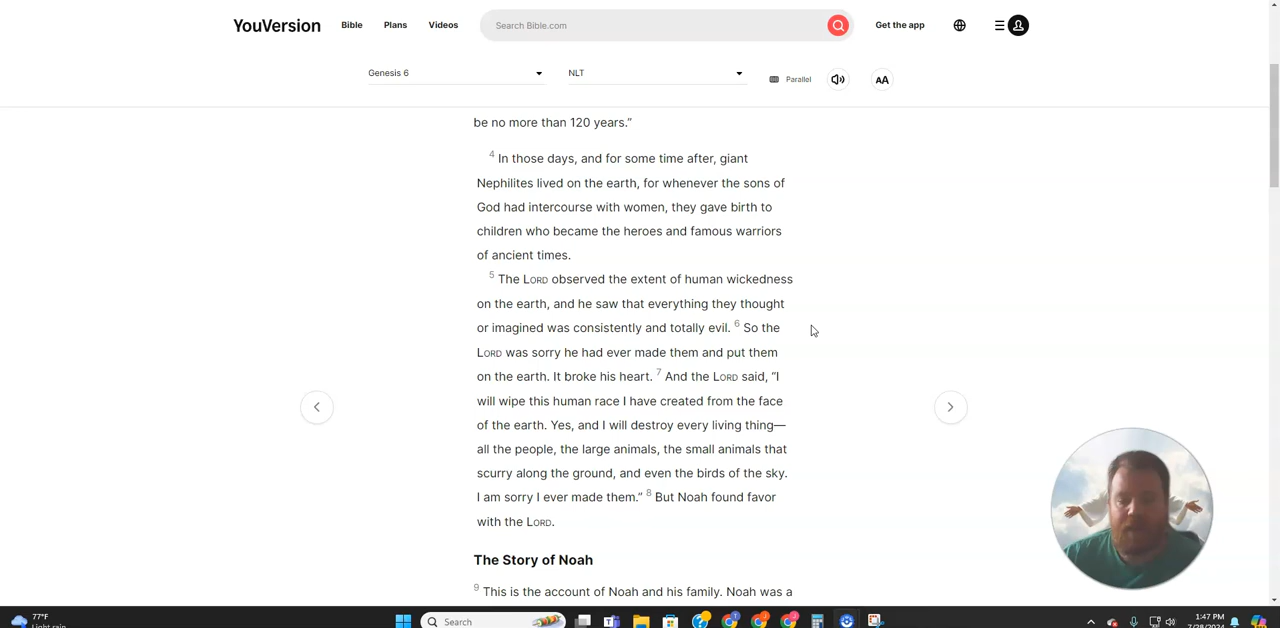 YouVersion
Bible
Plans
Videos
Search Bible.com
Get the app
Genesis 6
NLT
Parallel
AA
be no more than 120 years.”
4 In those days, and for some time after, giant
Nephilites lived on the earth, for whenever the sons of
God had intercourse with women, they gave birth to
children who became the heroes and famous warriors
of ancient times.
5 The LORD observed the extent of human wickedness
on the earth, and he saw that everything they thought
or imagined was consistently and totally evil. 6 So the
LORD was sorry he had ever made them and put them
on the earth. It broke his heart. 7 And the LORD said, “I
will wipe this human race I have created from the face
of the earth. Yes, and I will destroy every living thing—
all the people, the large animals, the small animals that
scurry along the ground, and even the birds of the sky.
I am sorry I ever made them.” 8 But Noah found favor
with the LORD.
The Story of Noah
9 This is the account of Noah and his family. Noah was a
77°F
Light rain
Search
1:47 PM
7/28/2024